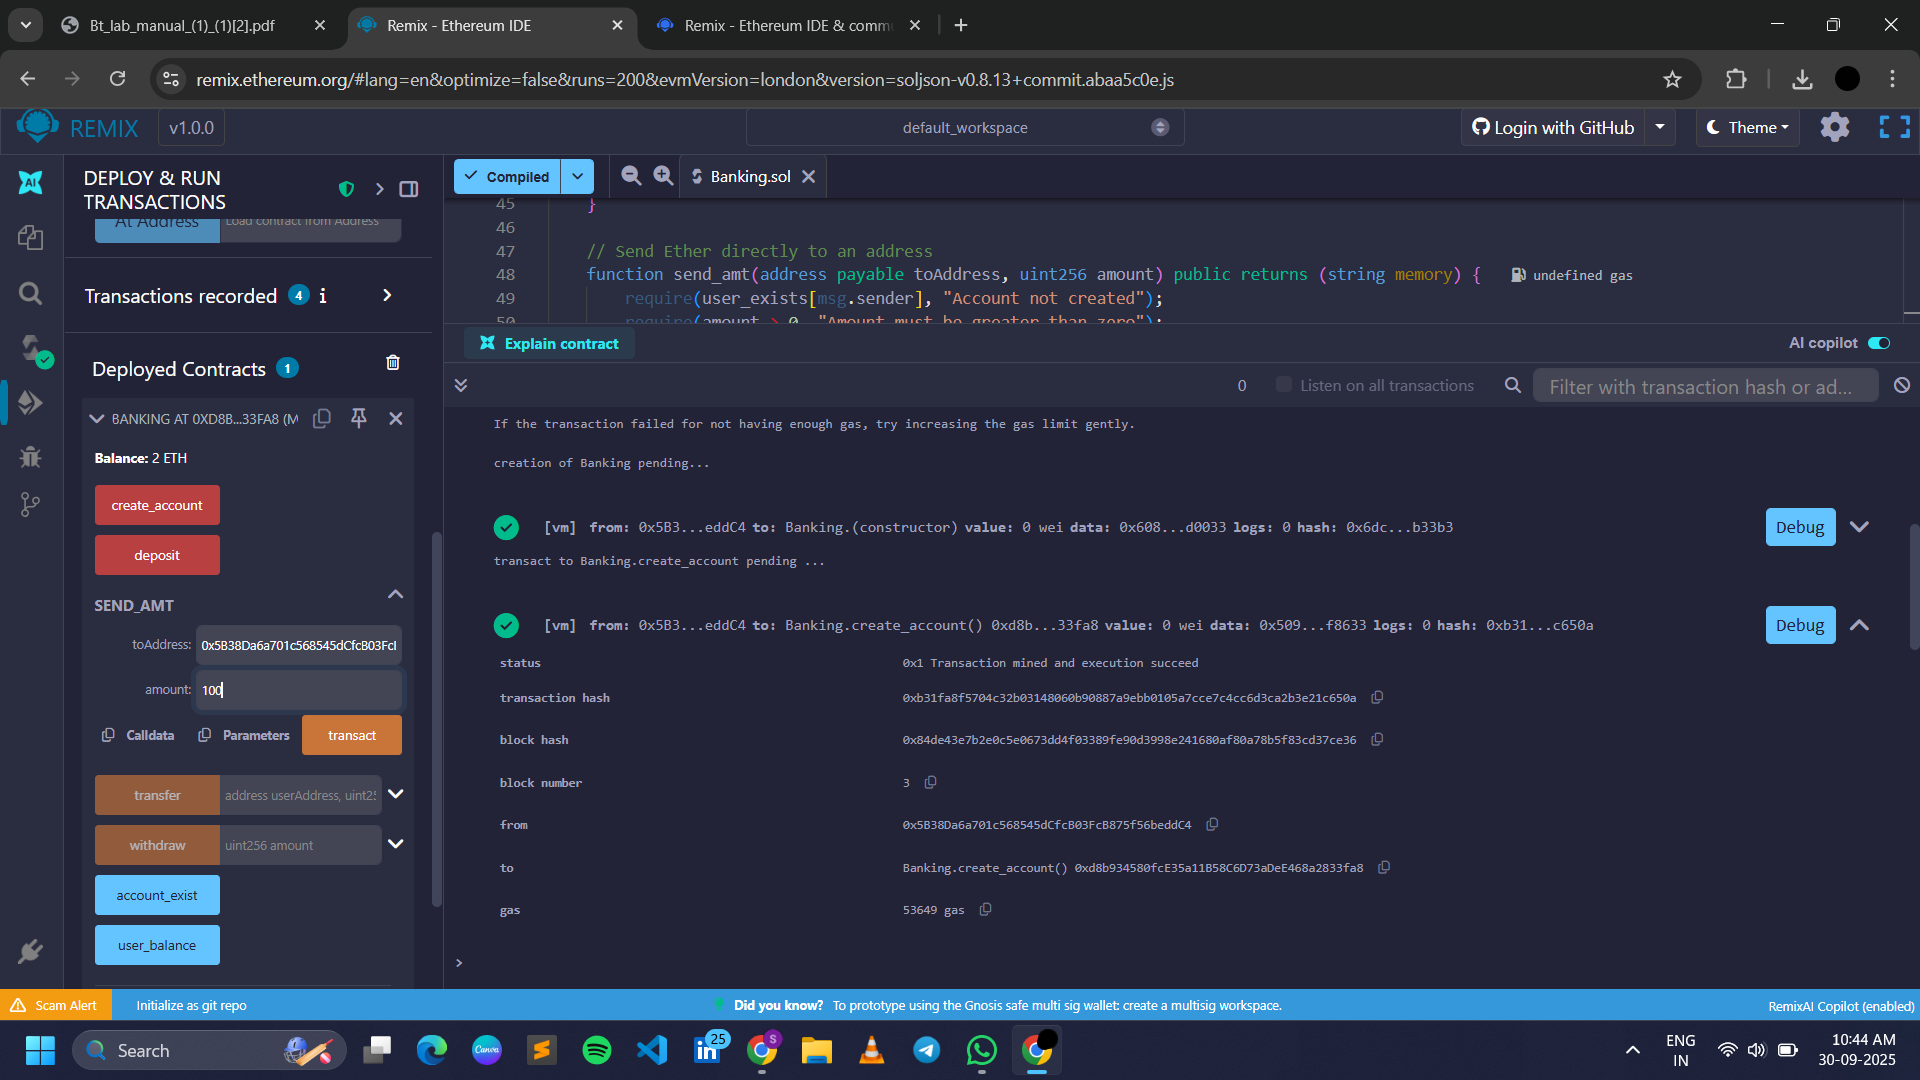 Bt_lab_manual_(1)_(1)[2].pdf
Remix - Ethereum IDE
Remix - Ethereum IDE & comm
remix.ethereum.org/#lang=en&optimize=false&runs=200&evmVersion=london&version=soljson-v0.8.13+commit.abaa5c0e.js
REMIX
v1.0.0
default_workspace
Login with GitHub
Theme
AI
DEPLOY & RUN
TRANSACTIONS
At Address
Load contract from Address
Transactions recorded 4 i
Deployed Contracts 1
BANKING AT 0XD8B...33FA8 (M
Balance: 2 ETH
create_account
deposit
SEND_AMT
toAddress: 0x5B38Da6a701c568545dCfcB03Fcl
amount: 100
Calldata
Parameters
transact
transfer
address userAddress, uint25
withdraw
uint256 amount
account_exist
user_balance
Compiled
Banking.sol
45 }
46
47 // Send Ether directly to an address
48 function send_amt(address payable toAddress, uint256 amount) public returns (string memory) { undefined gas
49 require(user_exists[msg.sender], "Account not created");
50 require(amount > 0, "Amount must be greater than zero");
Explain contract
AI copilot
0
Listen on all transactions
Filter with transaction hash or ad...
If the transaction failed for not having enough gas, try increasing the gas limit gently.
creation of Banking pending...
[vm] from: 0x5B3...eddC4 to: Banking.(constructor) value: 0 wei data: 0x608...d0033 logs: 0 hash: 0x6dc...b33b3
Debug
transact to Banking.create_account pending ...
[vm] from: 0x5B3...eddC4 to: Banking.create_account() 0xd8b...33fa8 value: 0 wei data: 0x509...f8633 logs: 0 hash: 0xb31...c650a
Debug
status 0x1 Transaction mined and execution succeed
transaction hash 0xb31fa8f5704c32b03148060b90887a9ebb0105a7cce7c4cc6d3ca2b3e21c650a
block hash 0x84de43e7b2e0c5e0673dd4f03389fe90d3998e241680af80a78b5f83cd37ce36
block number 3
from 0x5B38Da6a701c568545dCfcB03FcB875f56beddC4
to Banking.create_account() 0xd8b934580fcE35a11B58C6D73aDeE468a2833fa8
gas 53649 gas
>
Scam Alert
Initialize as git repo
Did you know? To prototype using the Gnosis safe multi sig wallet: create a multisig workspace.
RemixAI Copilot (enabled)
Search
Canva
25
S
ENG
IN
10:44 AM
30-09-2025